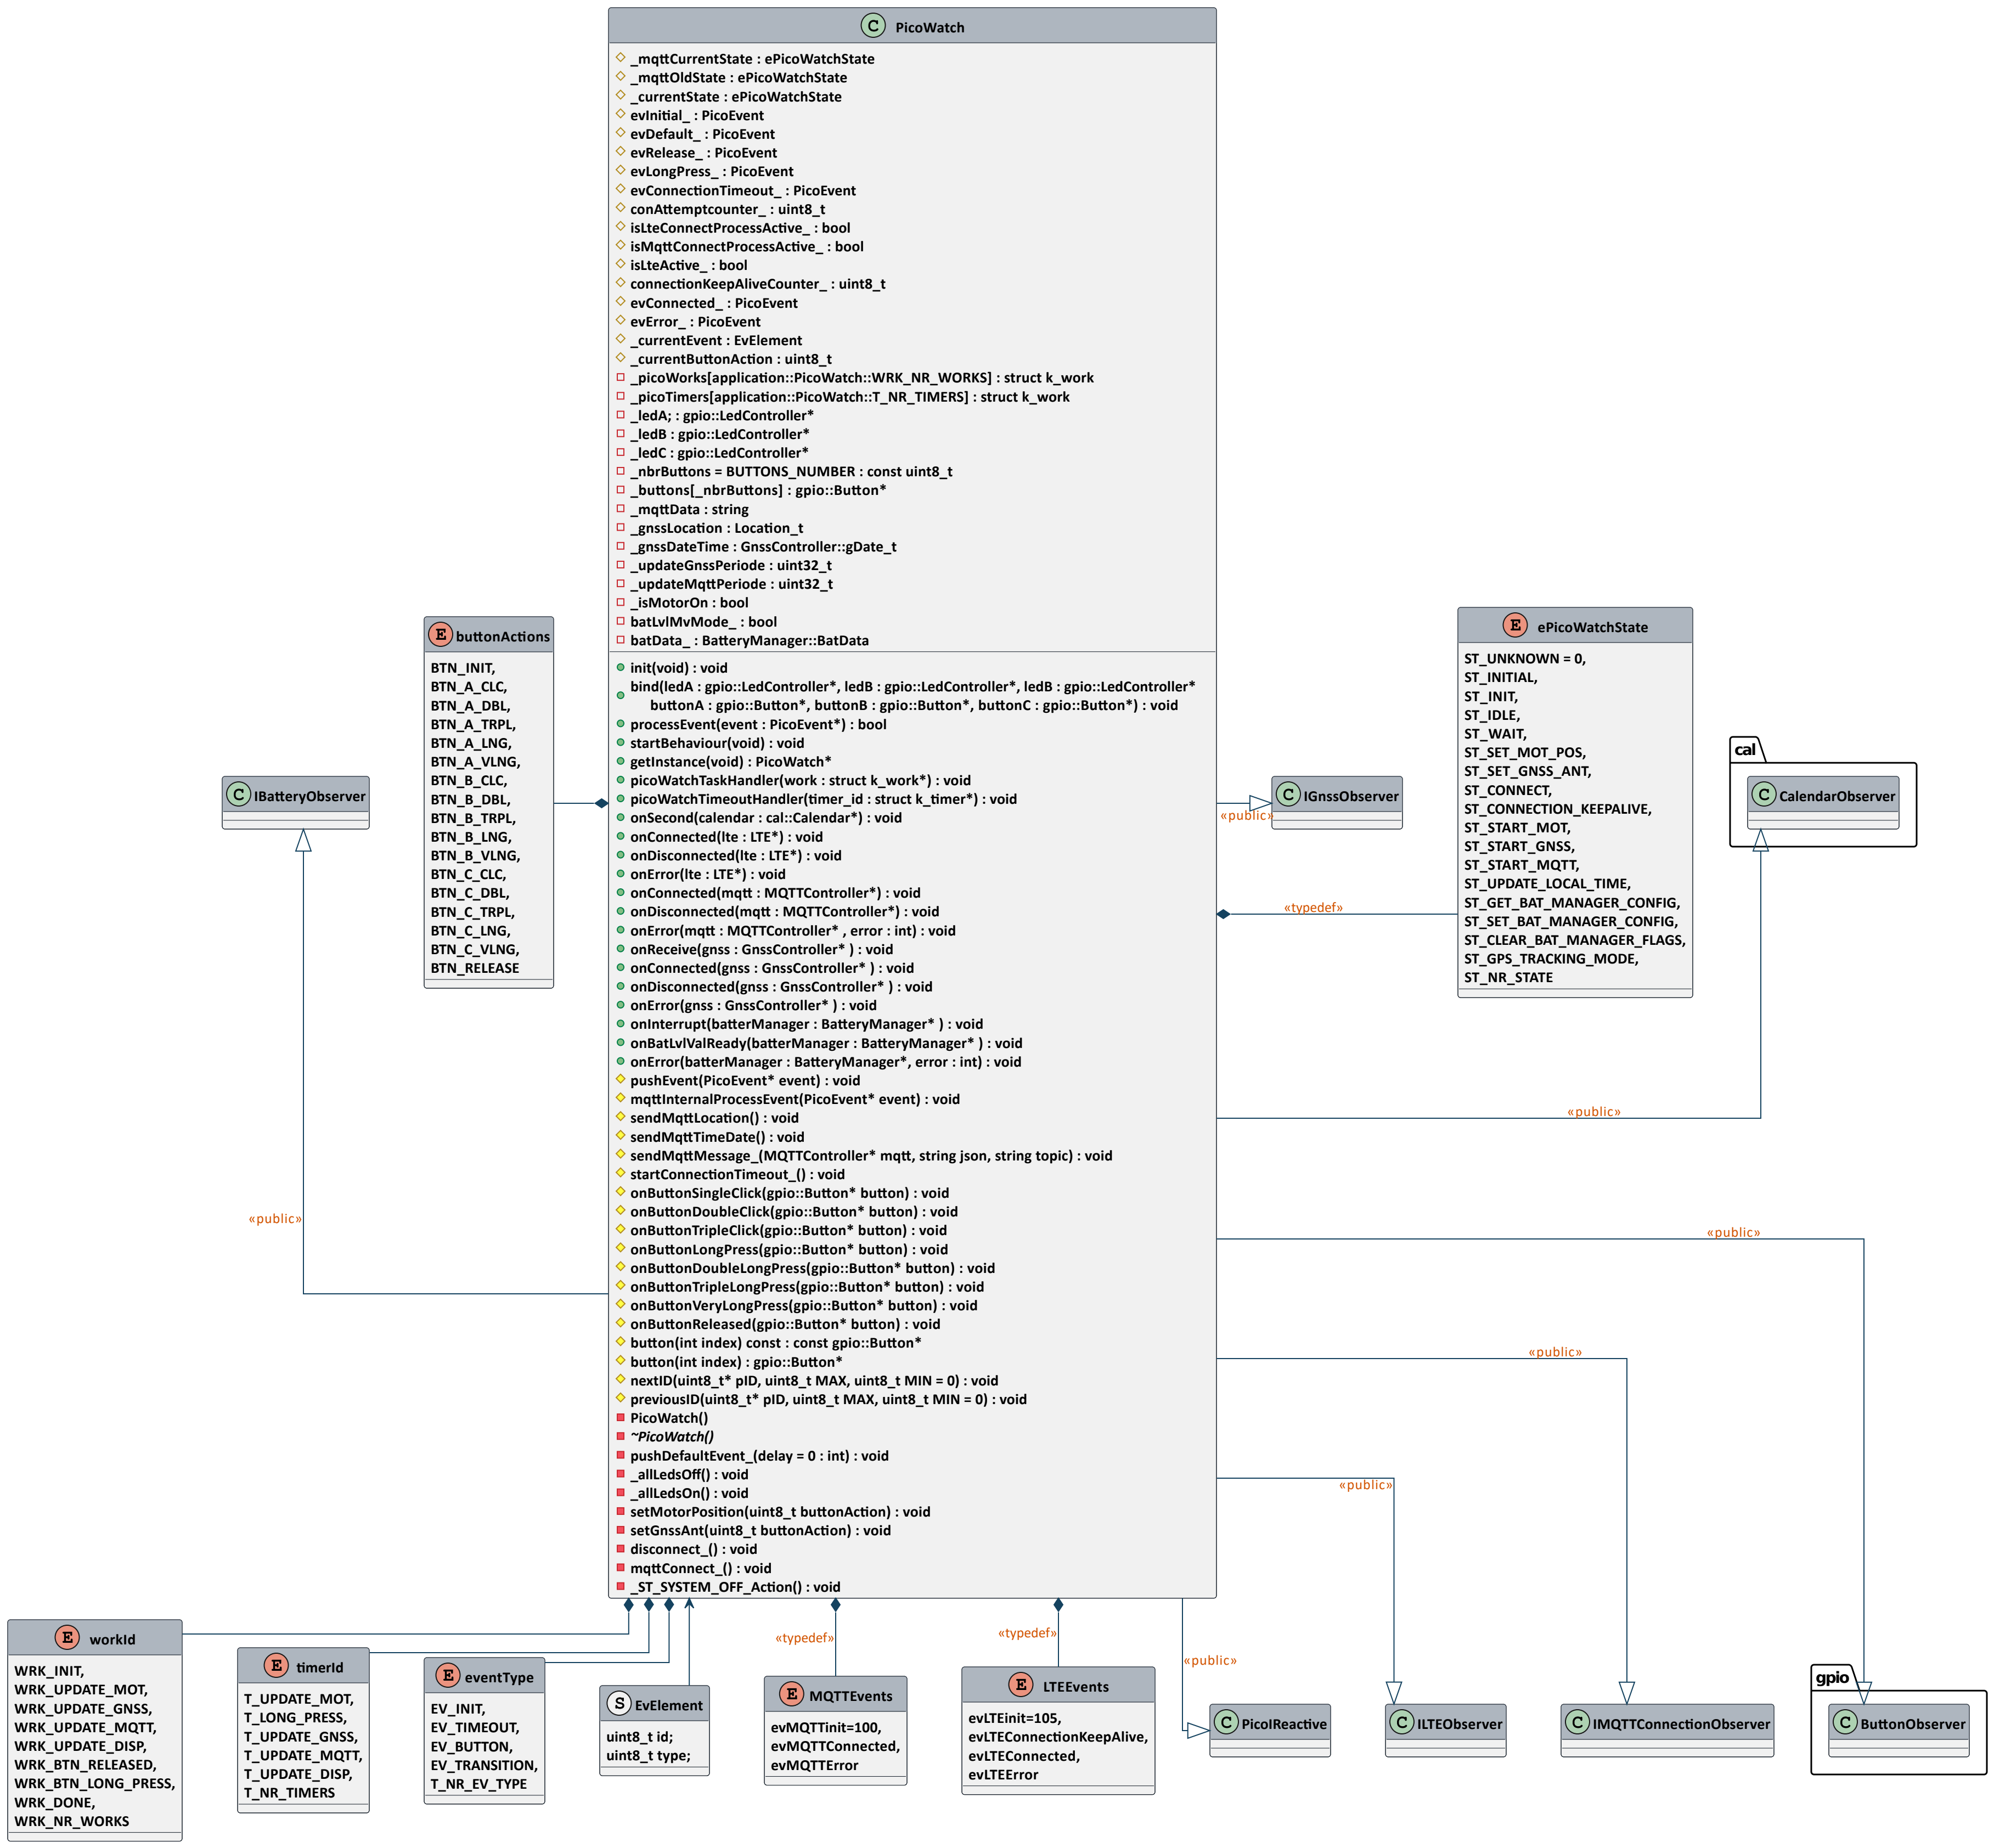 C PicoWatch
_mqttCurrentState : ePicoWatchState
_mqttOldState : ePicoWatchState
_currentState : ePicoWatchState
evInitial_ : PicoEvent
evDefault_ : PicoEvent
evRelease_ : PicoEvent
evLongPress_ : PicoEvent
evConnectionTimeout_ : PicoEvent
conAttemptcounter_ : uint8_t
isLteConnectProcessActive_ : bool
isMqttConnectProcessActive_ : bool
isLteActive_ : bool
connectionKeepAliveCounter_ : uint8_t
evConnected_ : PicoEvent
evError_ : PicoEvent
_currentEvent : EvElement
_currentButtonAction : uint8_t
_picoWorks[application::PicoWatch::WRK_NR_WORKS] : struct k_work
_picoTimers[application::PicoWatch::T_NR_TIMERS] : struct k_work
_ledA; : gpio::LedController*
_ledB : gpio::LedController*
_ledC : gpio::LedController*
_nbrButtons = BUTTONS_NUMBER : const uint8_t
_buttons[_nbrButtons] : gpio::Button*
_mqttData : string
_gnssLocation : Location_t
_gnssDateTime : GnssController::gDate_t
_updateGnssPeriode : uint32_t
_updateMqttPeriode : uint32_t
_isMotorOn : bool
batLvlMvMode_ : bool
batData_ : BatteryManager::BatData
init(void) : void
bind(ledA : gpio::LedController*, ledB : gpio::LedController*, ledB : gpio::LedController*
buttonA : gpio::Button*, buttonB : gpio::Button*, buttonC : gpio::Button*) : void
processEvent(event : PicoEvent*) : bool
startBehaviour(void) : void
getInstance(void) : PicoWatch*
picoWatchTaskHandler(work : struct k_work*) : void
picoWatchTimeoutHandler(timer_id : struct k_timer*) : void
onSecond(calendar : cal::Calendar*) : void
onConnected(lte : LTE*) : void
onDisconnected(lte : LTE*) : void
onError(lte : LTE*) : void
onConnected(mqtt : MQTTController*) : void
onDisconnected(mqtt : MQTTController*) : void
onError(mqtt : MQTTController* , error : int) : void
onReceive(gnss : GnssController* ) : void
onConnected(gnss : GnssController* ) : void
onDisconnected(gnss : GnssController* ) : void
onError(gnss : GnssController* ) : void
onInterrupt(batterManager : BatteryManager* ) : void
onBatLvlValReady(batterManager : BatteryManager* ) : void
onError(batterManager : BatteryManager*, error : int) : void
pushEvent(PicoEvent* event) : void
mqttInternalProcessEvent(PicoEvent* event) : void
sendMqttLocation() : void
sendMqttTimeDate() : void
sendMqttMessage_(MQTTController* mqtt, string json, string topic) : void
startConnectionTimeout_() : void
onButtonSingleClick(gpio::Button* button) : void
onButtonDoubleClick(gpio::Button* button) : void
onButtonTripleClick(gpio::Button* button) : void
onButtonLongPress(gpio::Button* button) : void
onButtonDoubleLongPress(gpio::Button* button) : void
onButtonTripleLongPress(gpio::Button* button) : void
onButtonVeryLongPress(gpio::Button* button) : void
onButtonReleased(gpio::Button* button) : void
button(int index) const : const gpio::Button*
button(int index) : gpio::Button*
nextID(uint8_t* pID, uint8_t MAX, uint8_t MIN = 0) : void
previousID(uint8_t* pID, uint8_t MAX, uint8_t MIN = 0) : void
PicoWatch()
~PicoWatch()
pushDefaultEvent_(delay = 0 : int) : void
_allLedsOff() : void
_allLedsOn() : void
setMotorPosition(uint8_t buttonAction) : void
setGnssAnt(uint8_t buttonAction) : void
disconnect_() : void
mqttConnect_() : void
_ST_SYSTEM_OFF_Action() : void
E buttonActions
BTN_INIT,
BTN_A_CLC,
BTN_A_DBL,
BTN_A_TRPL,
BTN_A_LNG,
BTN_A_VLNG,
BTN_B_CLC,
BTN_B_DBL,
BTN_B_TRPL,
BTN_B_LNG,
BTN_B_VLNG,
BTN_C_CLC,
BTN_C_DBL,
BTN_C_TRPL,
BTN_C_LNG,
BTN_C_VLNG,
BTN_RELEASE
E ePicoWatchState
ST_UNKNOWN = 0,
ST_INITIAL,
ST_INIT,
ST_IDLE,
ST_WAIT,
ST_SET_MOT_POS,
ST_SET_GNSS_ANT,
ST_CONNECT,
ST_CONNECTION_KEEPALIVE,
ST_START_MOT,
ST_START_GNSS,
ST_START_MQTT,
ST_UPDATE_LOCAL_TIME,
ST_GET_BAT_MANAGER_CONFIG,
ST_SET_BAT_MANAGER_CONFIG,
ST_CLEAR_BAT_MANAGER_FLAGS,
ST_GPS_TRACKING_MODE,
ST_NR_STATE
C IBatteryObserver
C IGnssObserver
cal
C CalendarObserver
«public»
«typedef»
«public»
«public»
«public»
«public»
«public»
«typedef»
«typedef»
«public»
E workId
WRK_INIT,
WRK_UPDATE_MOT,
WRK_UPDATE_GNSS,
WRK_UPDATE_MQTT,
WRK_UPDATE_DISP,
WRK_BTN_RELEASED,
WRK_BTN_LONG_PRESS,
WRK_DONE,
WRK_NR_WORKS
E timerId
T_UPDATE_MOT,
T_LONG_PRESS,
T_UPDATE_GNSS,
T_UPDATE_MQTT,
T_UPDATE_DISP,
T_NR_TIMERS
E eventType
EV_INIT,
EV_TIMEOUT,
EV_BUTTON,
EV_TRANSITION,
T_NR_EV_TYPE
S EvElement
uint8_t id;
uint8_t type;
E MQTTEvents
evMQTTinit=100,
evMQTTConnected,
evMQTTError
E LTEEvents
evLTEinit=105,
evLTEConnectionKeepAlive,
evLTEConnected,
evLTEError
C PicoIReactive
C ILTEObserver
C IMQTTConnectionObserver
gpio
C ButtonObserver